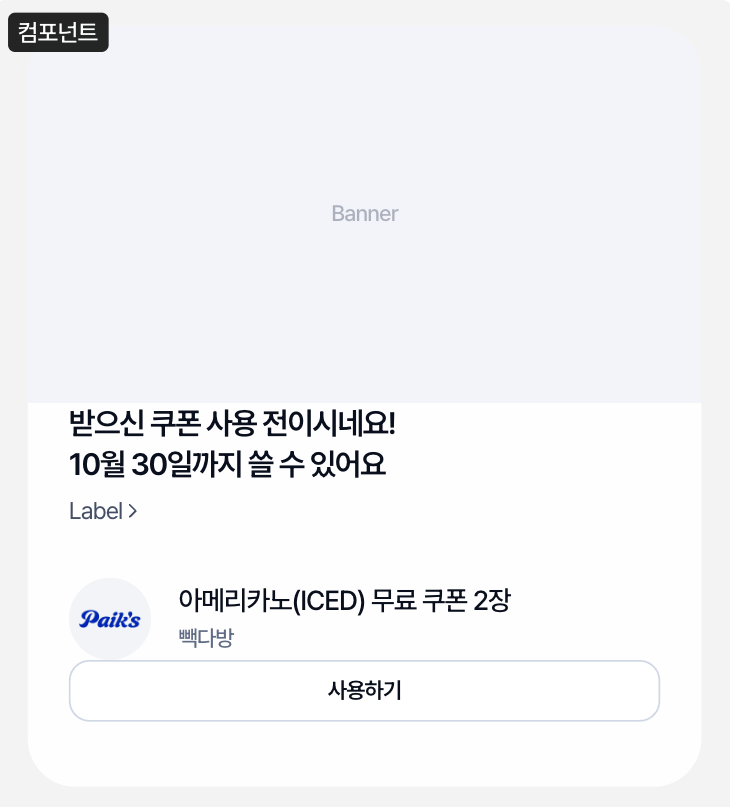 컴포넌트
Banner
받으신 쿠폰 사용 전이시네요!
10월 30일까지 쓸 수 있어요
Label >
Paik's
아메리카노(ICED) 무료 쿠폰 2장
빽다방
사용하기